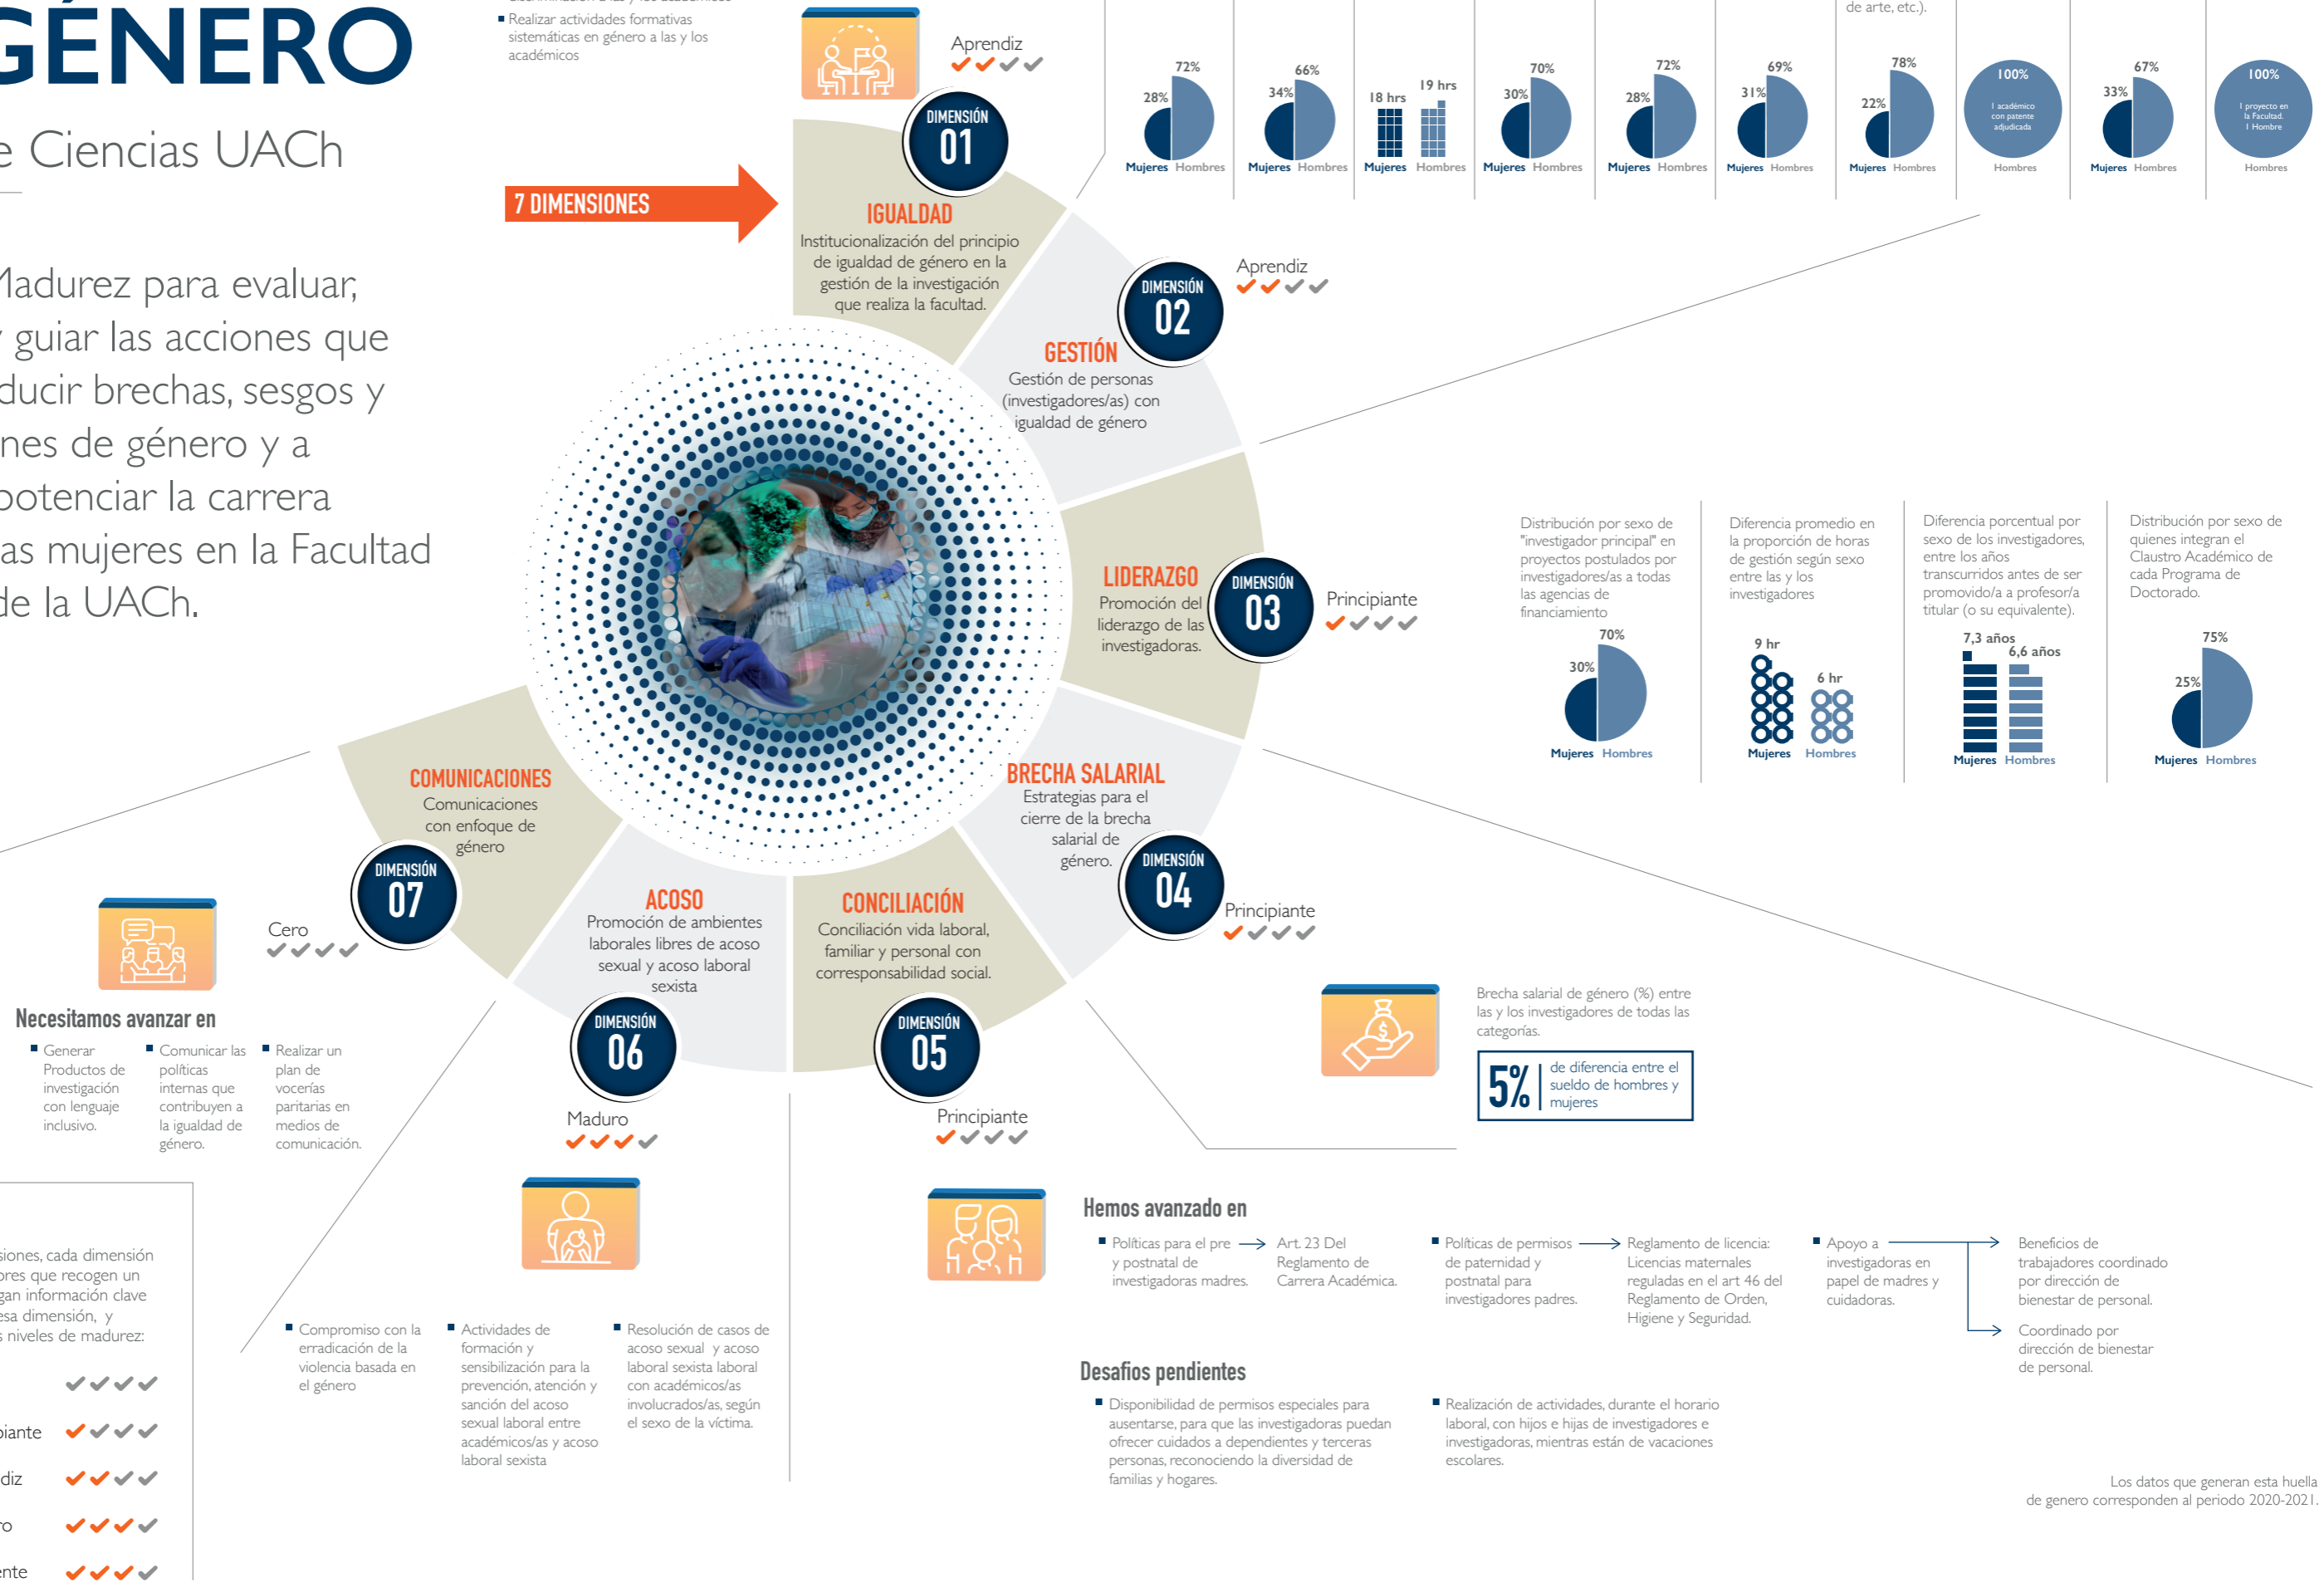 GÉNERO
Ciencias UACh
Madurez para evaluar,
guiar las acciones que
ducir brechas, sesgos y
nes de género y a
potenciar la carrera
as mujeres en la Facultad
de la UACh.
Realizar actividades formativas
sistemáticas en género a las y los
académicos
7 DIMENSIONES
Aprendiz
DIMENSIÓN
01
IGUALDAD
Institucionalización del principio
de igualdad de género en la
gestión de la investigación
que realiza la facultad.
de arte, etc.).
28% 72%
Mujeres Hombres
34% 66%
Mujeres Hombres
18 hrs 19 hrs
Mujeres Hombres
30% 70%
Mujeres Hombres
28% 72%
Mujeres Hombres
31% 69%
Mujeres Hombres
22% 78%
Mujeres Hombres
100%
1 académico
con patente
adjudicada
Hombres
33% 67%
Mujeres Hombres
100%
1 proyecto en
la Facultad.
1 Hombre
Hombres
Aprendiz
DIMENSIÓN
02
GESTIÓN
Gestión de personas
(investigadores/as) con
igualdad de género
LIDERAZGO
Promoción del
liderazgo de las
investigadoras.
DIMENSIÓN
03
Principiante
Distribución por sexo de
"investigador principal" en
proyectos postulados por
investigadores/as a todas
las agencias de
financiamiento
30% 70%
Mujeres Hombres
Diferencia promedio en
la proporción de horas
de gestión según sexo
entre las y los
investigadores
9 hr 6 hr
Mujeres Hombres
Diferencia porcentual por
sexo de los investigadores,
entre los años
transcurridos antes de ser
promovido/a a profesor/a
titular (o su equivalente).
7,3 años 6,6 años
Mujeres Hombres
Distribución por sexo de
quienes integran el
Claustro Académico de
cada Programa de
Doctorado.
25% 75%
Mujeres Hombres
BRECHA SALARIAL
Estrategias para el
cierre de la brecha
salarial de
género.
DIMENSIÓN
04
Principiante
Brecha salarial de género (%) entre
las y los investigadores de todas las
categorías.
5%
de diferencia entre el
sueldo de hombres y
mujeres
CONCILIACIÓN
Conciliación vida laboral,
familiar y personal con
corresponsabilidad social.
DIMENSIÓN
05
Principiante
Hemos avanzado en
Políticas para el pre
y postnatal de
investigadoras madres.
Art. 23 Del
Reglamento de
Carrera Académica.
Políticas de permisos
de paternidad y
postnatal para
investigadores padres.
Reglamento de licencia:
Licencias maternales
reguladas en el art 46 del
Reglamento de Orden,
Higiene y Seguridad.
Apoyo a
investigadoras en
papel de madres y
cuidadoras.
Beneficios de
trabajadores coordinado
por dirección de
bienestar de personal.
Coordinado por
dirección de bienestar
de personal.
Desafios pendientes
Disponibilidad de permisos especiales para
ausentarse, para que las investigadoras puedan
ofrecer cuidados a dependientes y terceras
personas, reconociendo la diversidad de
familias y hogares.
Realización de actividades, durante el horario
laboral, con hijos e hijas de investigadores e
investigadoras, mientras están de vacaciones
escolares.
ACOSO
Promoción de ambientes
laborales libres de acoso
sexual y acoso laboral
sexista
DIMENSIÓN
06
Maduro
Compromiso con la
erradicación de la
violencia basada en
el género
Actividades de
formación y
sensibilización para la
prevención, atención y
sanción del acoso
sexual laboral entre
académicos/as y acoso
laboral sexista
Resolución de casos de
acoso sexual y acoso
laboral sexista laboral
con académicos/as
involucrados/as, según
el sexo de la víctima.
COMUNICACIONES
Comunicaciones
con enfoque de
género
DIMENSIÓN
07
Cero
Necesitamos avanzar en
Generar
Productos de
investigación
con lenguaje
inclusivo.
Comunicar las
políticas
internas que
contribuyen a
la igualdad de
género.
Realizar un
plan de
vocerías
paritarias en
medios de
comunicación.
siones, cada dimensión
ores que recogen un
gan información clave
esa dimensión, y
s niveles de madurez:
piante
diz
ro
ente
Los datos que generan esta huella
de genero corresponden al periodo 2020-2021.